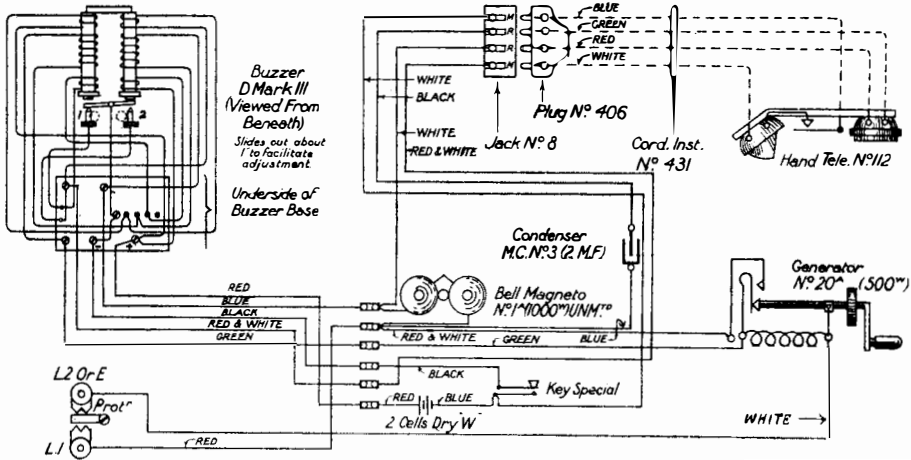 Buzzer
D Mark III
(Viewed From
Beneath)
Slides out about
1" to facilitate
adjustment
Underside of
Buzzer Base
1
2
-
+
WHITE
BLACK
WHITE
RED & WHITE
M
R
R
M
Jack Nº 8
Plug Nº 406
BLUE
GREEN
RED
WHITE
Cord. Inst.
Nº 431
Hand Tele. Nº 112
Condenser
M.C. Nº 3 (2. M.F.)
Generator
Nº 20ᴬ (500ʷ)
Bell Magneto
Nº 1ᴬ (1000ʷ) UNMᵀᴰ
RED
BLUE
BLACK
RED & WHITE
GREEN
RED & WHITE
GREEN
BLUE
BLACK
Key Special
RED
BLUE
2 Cells Dry 'W'
WHITE
L2 Or E
Protʳ
L.1
RED